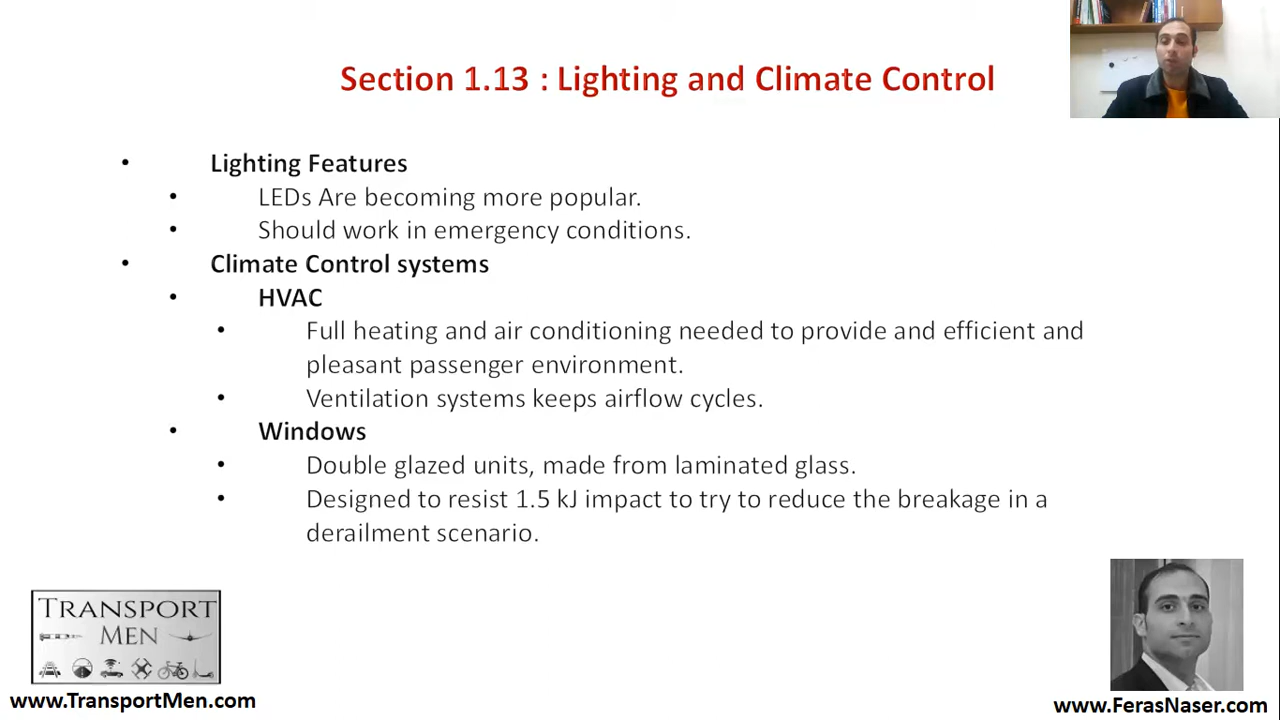 Section 1.13 : Lighting and Climate Control
• Lighting Features
• LEDs Are becoming more popular.
• Should work in emergency conditions.
• Climate Control systems
• HVAC
• Full heating and air conditioning needed to provide and efficient and
pleasant passenger environment.
• Ventilation systems keeps airflow cycles.
• Windows
• Double glazed units, made from laminated glass.
• Designed to resist 1.5 kJ impact to try to reduce the breakage in a
derailment scenario.
TRANSPORT
MEN
www.TransportMen.com
www.FerasNaser.com